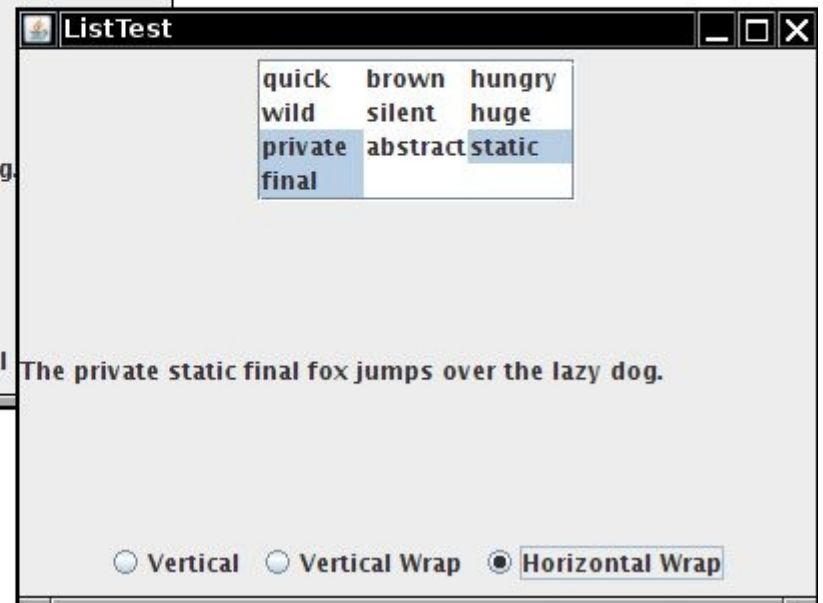 ListTest
quick brown hungry
wild silent huge
private abstract static
final
g.
l
The private static final fox jumps over the lazy dog.
Vertical Vertical Wrap Horizontal Wrap